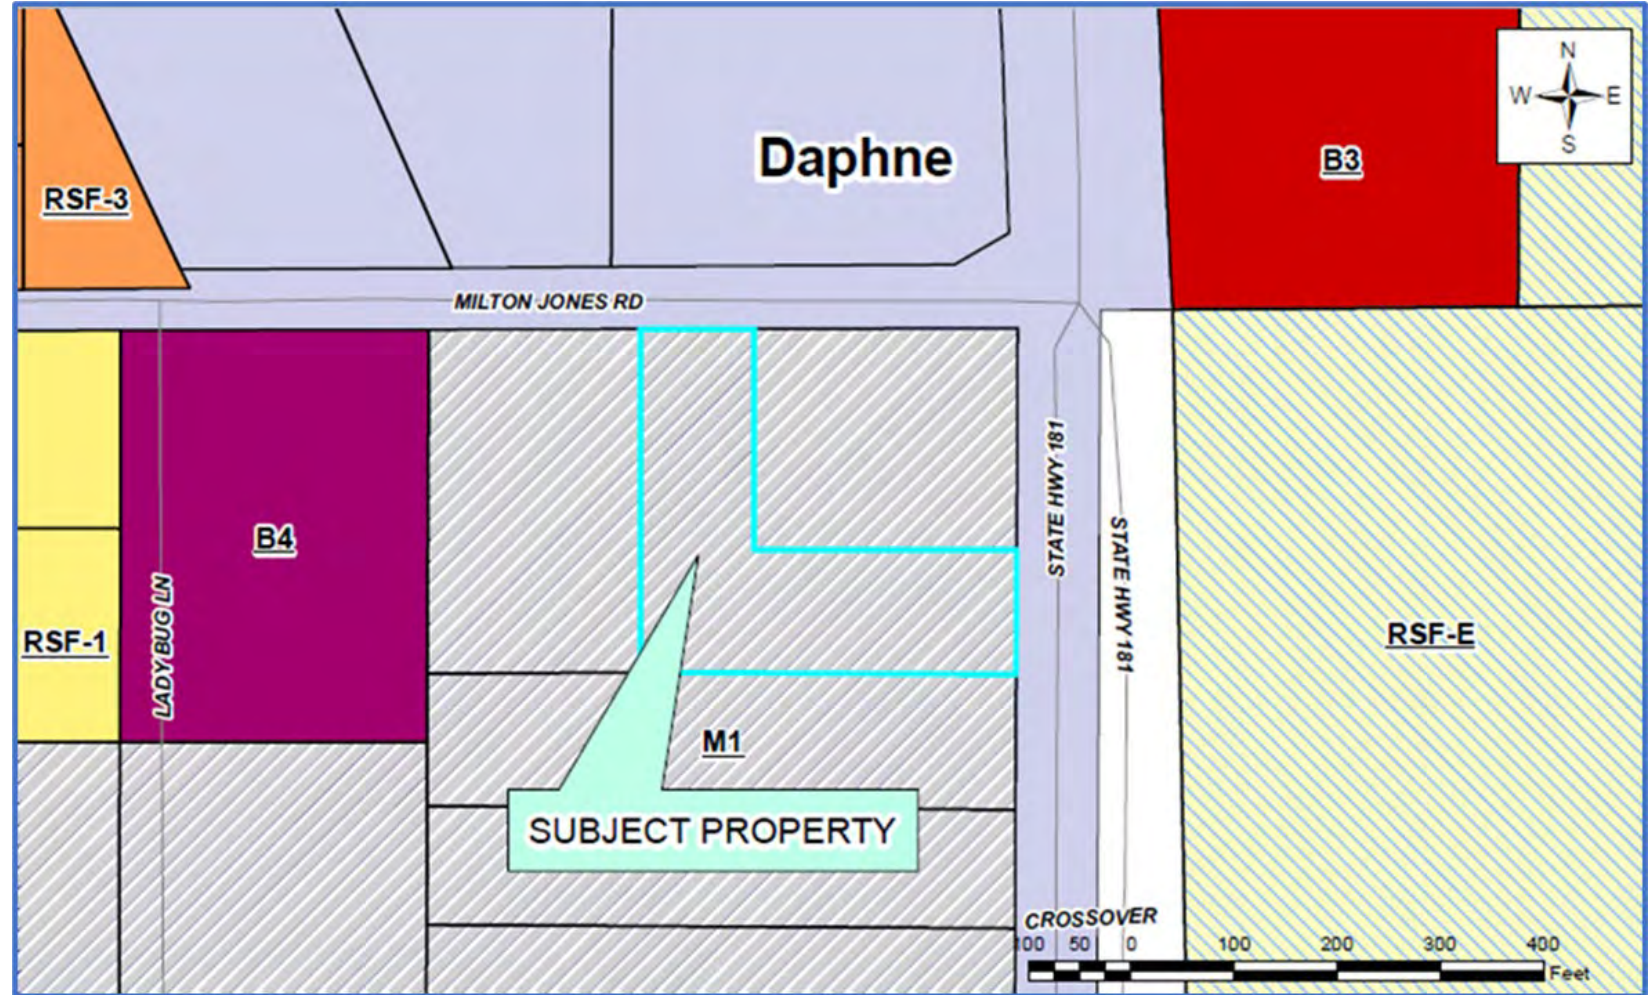 N
W E
S
Daphne
B3
RSF-3
MILTON JONES RD
STATE HWY 181
STATE HWY 181
B4
LADY BUG LN
RSF-1
RSF-E
M1
SUBJECT PROPERTY
CROSSOVER
100 50 0 100 200 300 400
Feet